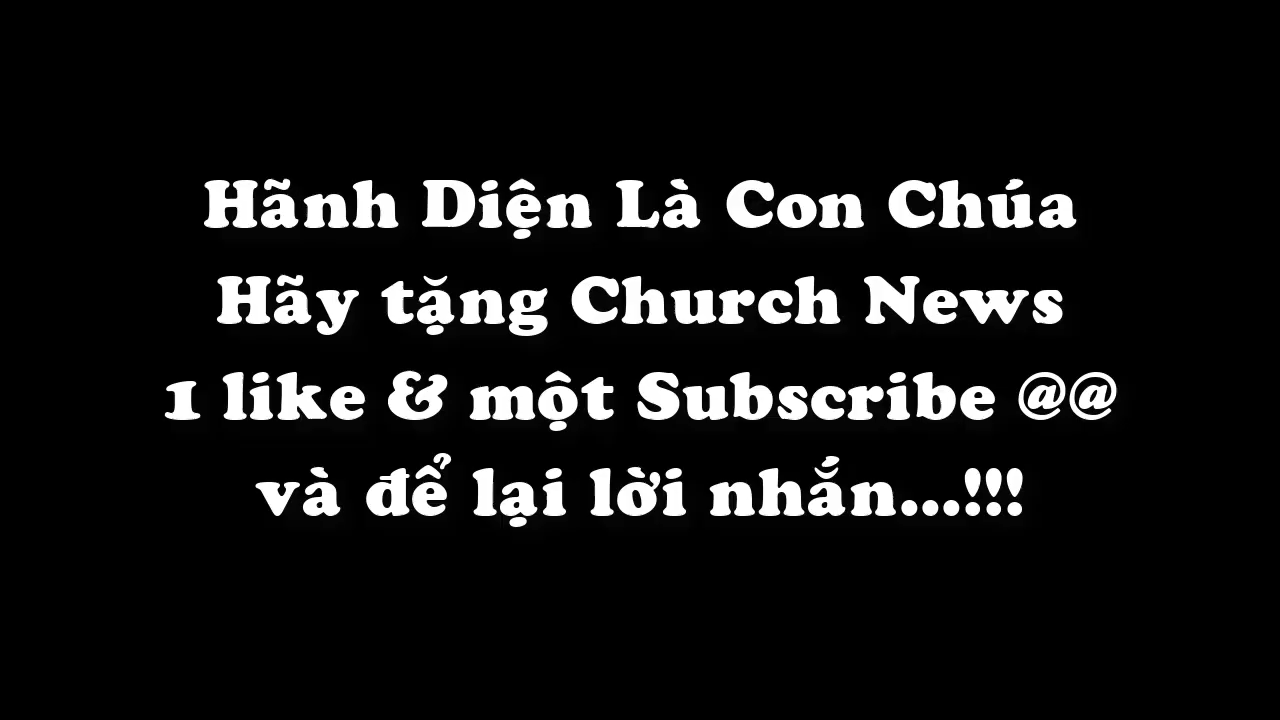 Hãnh Diện Là Con Chúa
Hãy tặng Church News
1 like & một Subscribe @@
và để lại lời nhắn...!!!